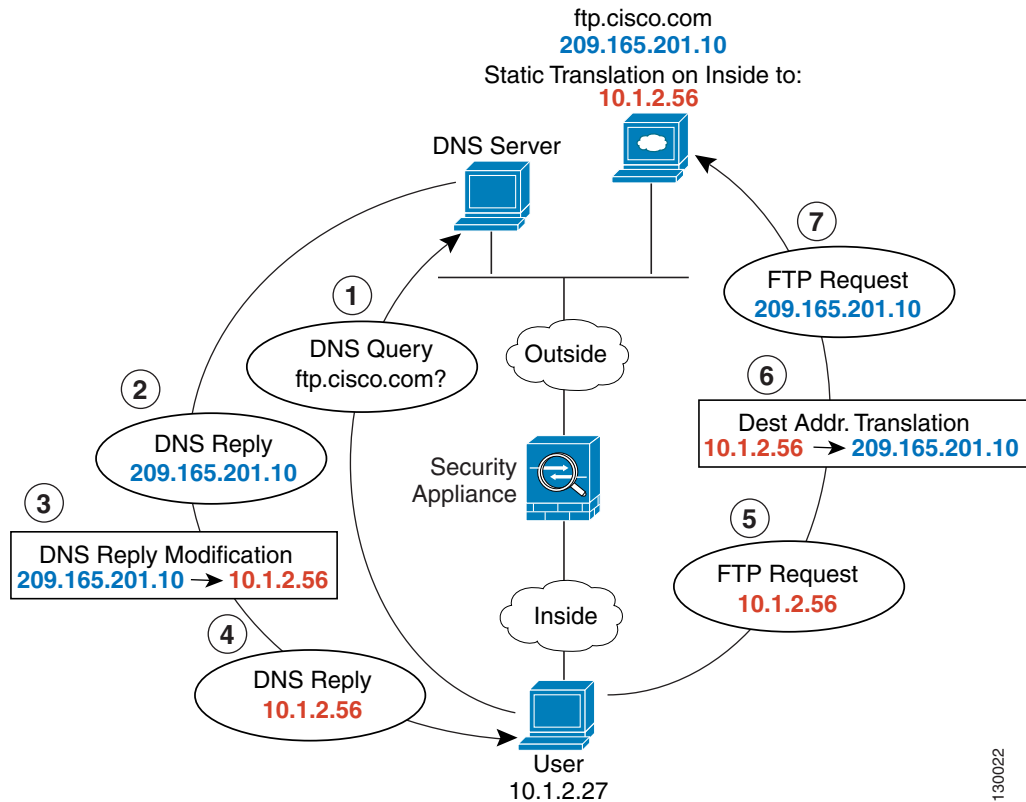 ftp.cisco.com
209.165.201.10
Static Translation on Inside to:
10.1.2.56
DNS Server
7
FTP Request
209.165.201.10
1
DNS Query
ftp.cisco.com?
Outside
2
DNS Reply
209.165.201.10
6
Dest Addr. Translation
10.1.2.56 → 209.165.201.10
Security
Appliance
3
DNS Reply Modification
209.165.201.10 → 10.1.2.56
5
FTP Request
10.1.2.56
Inside
4
DNS Reply
10.1.2.56
User
10.1.2.27
130022